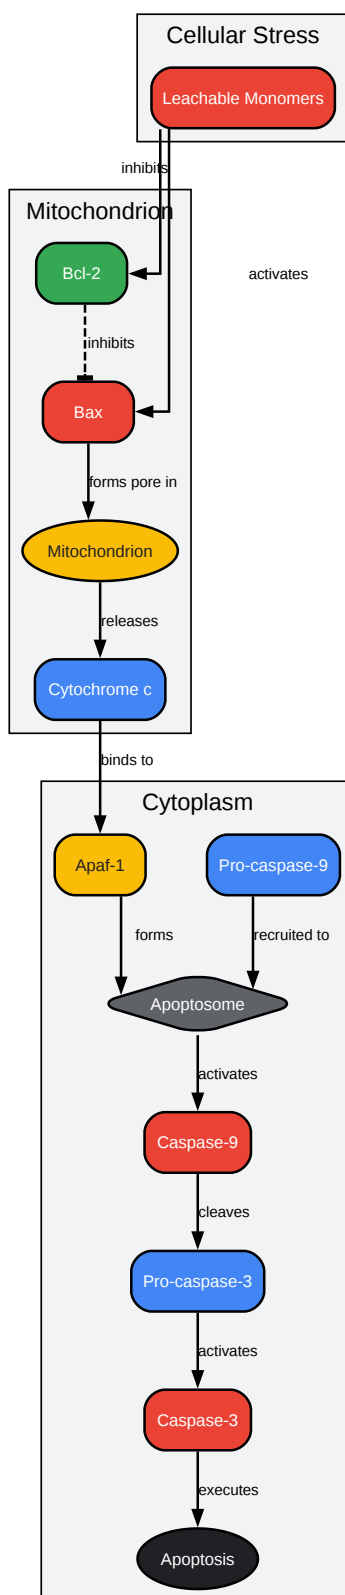 Cellular Stress
Leachable Monomers
inhibits
Mitochondrion
Bcl-2
activates
inhibits
Bax
forms pore in
Mitochondrion
releases
Cytochrome c
binds to
Cytoplasm
Apaf-1
Pro-caspase-9
forms
recruited to
Apoptosome
activates
Caspase-9
cleaves
Pro-caspase-3
activates
Caspase-3
executes
Apoptosis